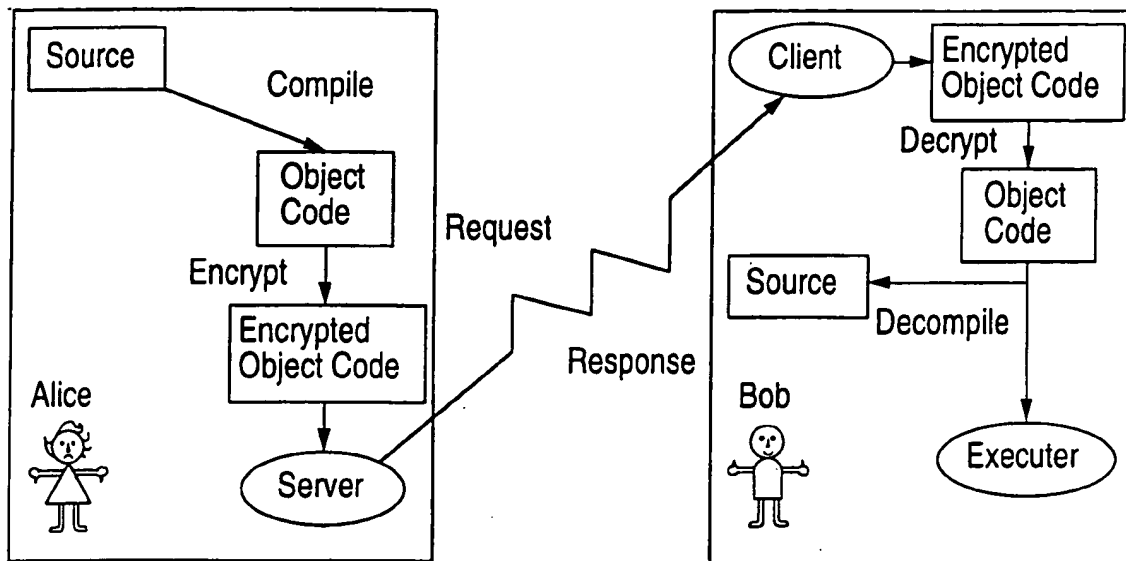 Source
Compile
Object
Code
Encrypt
Encrypted
Object Code
Alice
Server
Request
Response
Client
Encrypted
Object Code
Decrypt
Object
Code
Source
Decompile
Bob
Executer